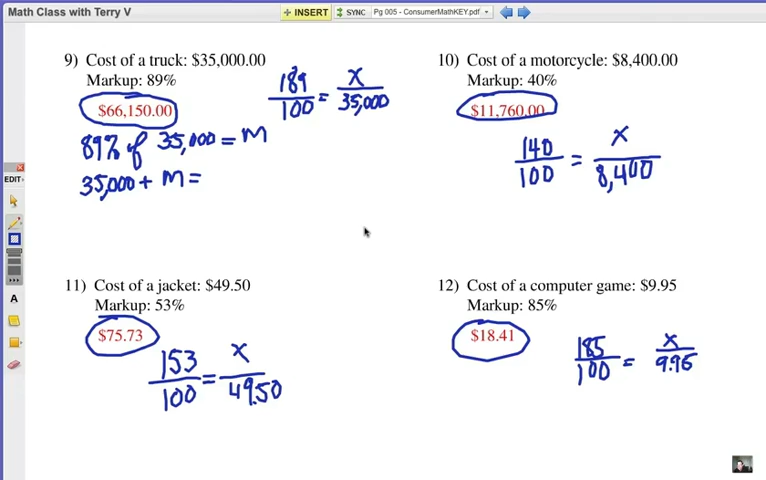 Math Class with Terry V
+ INSERT
SYNC
Pg 005 - ConsumerMathKEY.pdf
EDIT
A
9) Cost of a truck: $35,000.00
Markup: 89%
$66,150.00
189/100 = x/35,000
89% of 35,000 = M
35,000 + M =
10) Cost of a motorcycle: $8,400.00
Markup: 40%
$11,760.00
140/100 = x/8,400
11) Cost of a jacket: $49.50
Markup: 53%
$75.73
153/100 = x/49.50
12) Cost of a computer game: $9.95
Markup: 85%
$18.41
185/100 = x/9.95